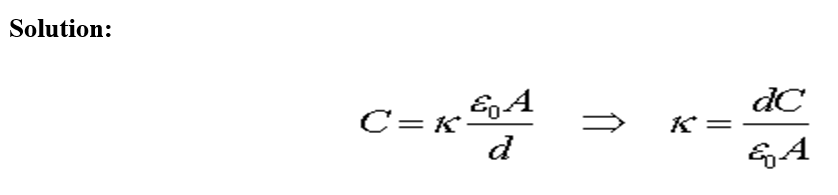 Solution:
C = κ ε₀A/d ⇒ κ = dC/ε₀A